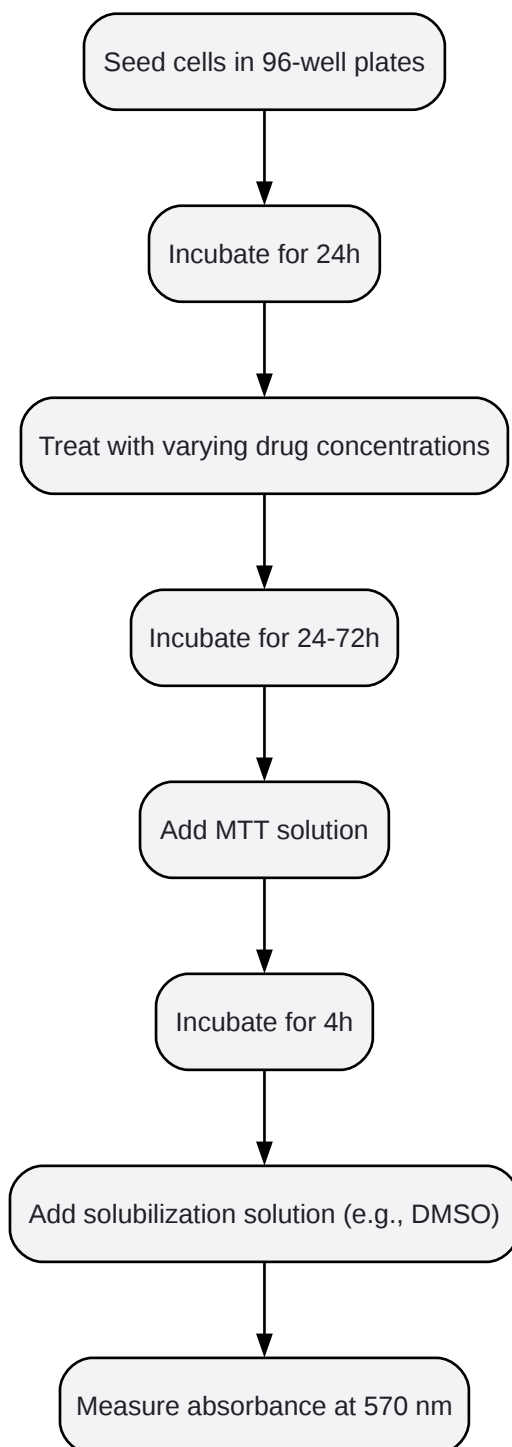 Seed cells in 96-well plates
Incubate for 24h
Treat with varying drug concentrations
Incubate for 24-72h
Add MTT solution
Incubate for 4h
Add solubilization solution (e.g., DMSO)
Measure absorbance at 570 nm